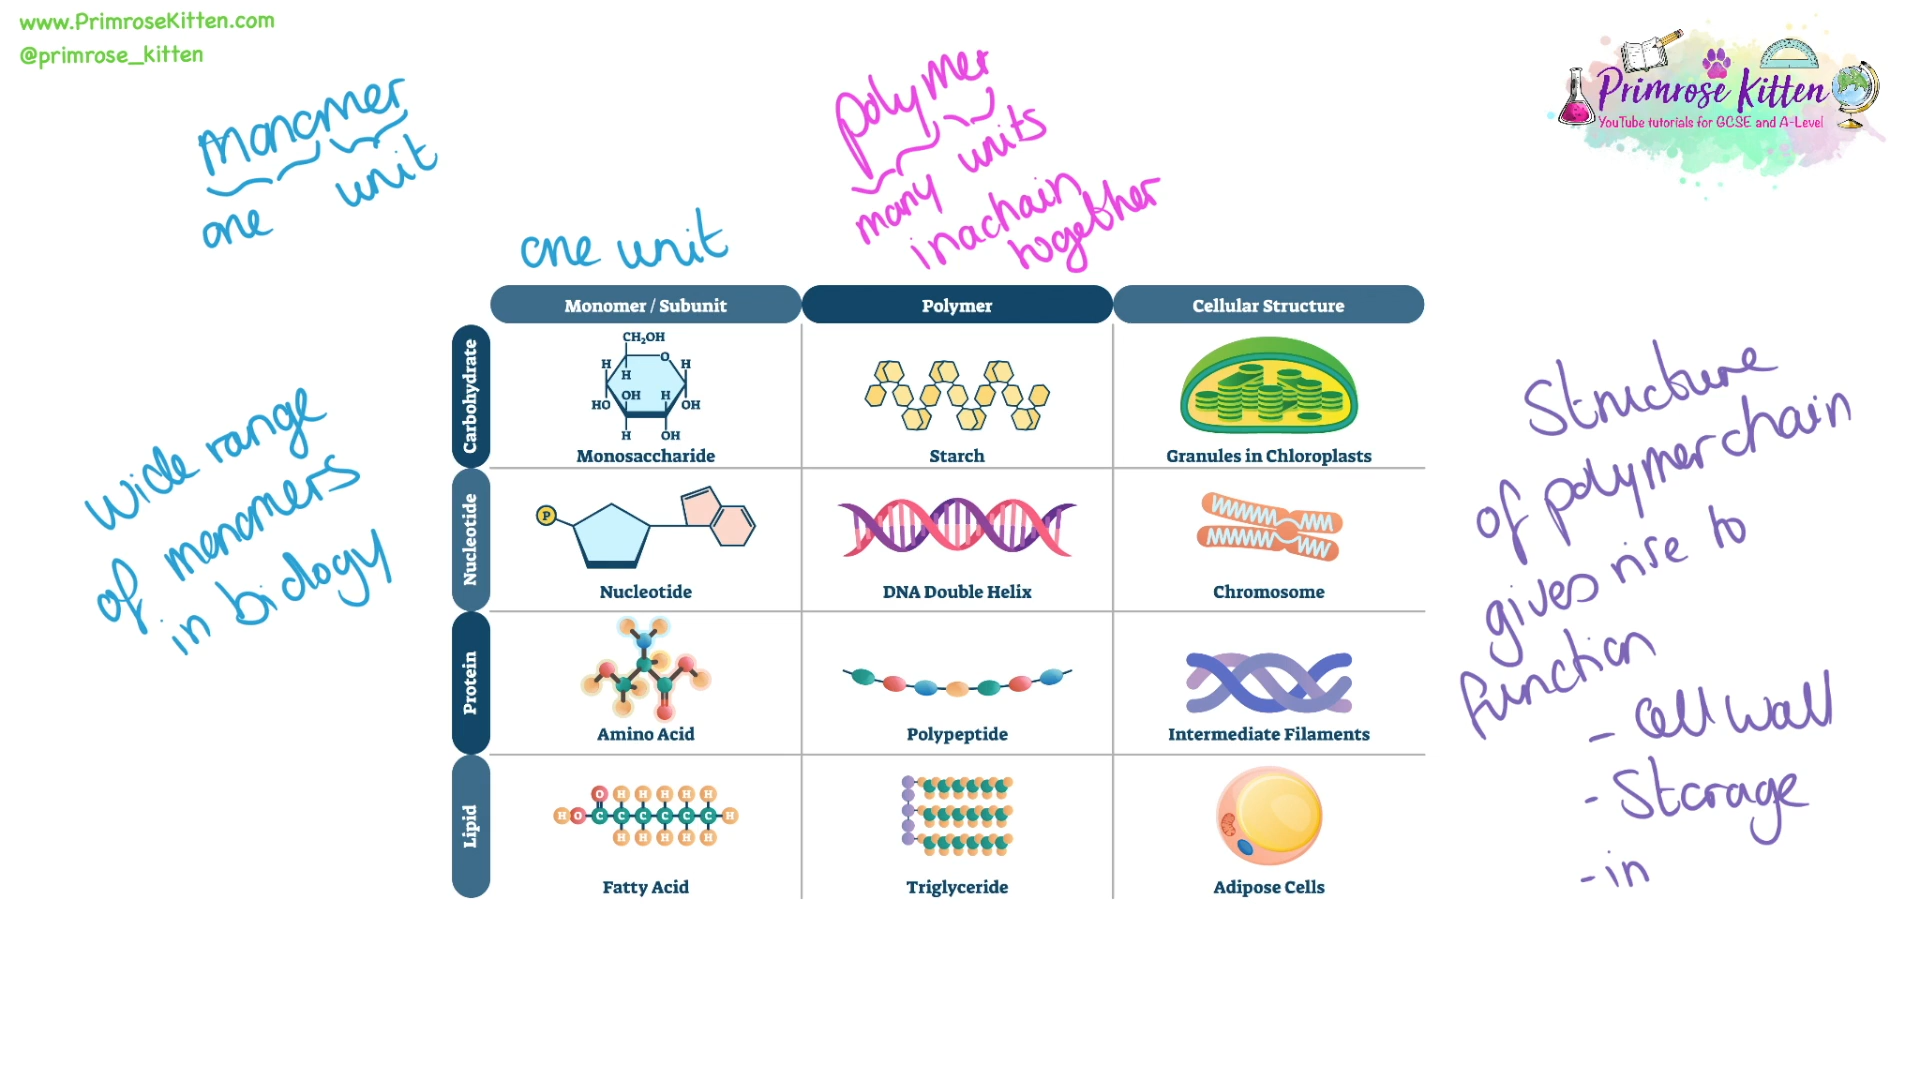 www.PrimroseKitten.com
@primrose_kitten
Primrose Kitten
YouTube tutorials for GCSE and A-Level
monomer
one unit
polymer
many units
in a chain
together
one unit
Monomer / Subunit
Polymer
Cellular Structure
Carbohydrate
CH₂OH
H
O
H
H
HO
OH
H
OH
H
OH
Monosaccharide
Starch
Granules in Chloroplasts
Nucleotide
P
Nucleotide
DNA Double Helix
Chromosome
Protein
Amino Acid
Polypeptide
Intermediate Filaments
Lipid
O H H H H H
H O C C C C C C H
H H H H H
Fatty Acid
Triglyceride
Adipose Cells
Wide range
of monomers
in biology
Structure
of polymer chain
gives rise to
function
- cell wall
- Storage
- in